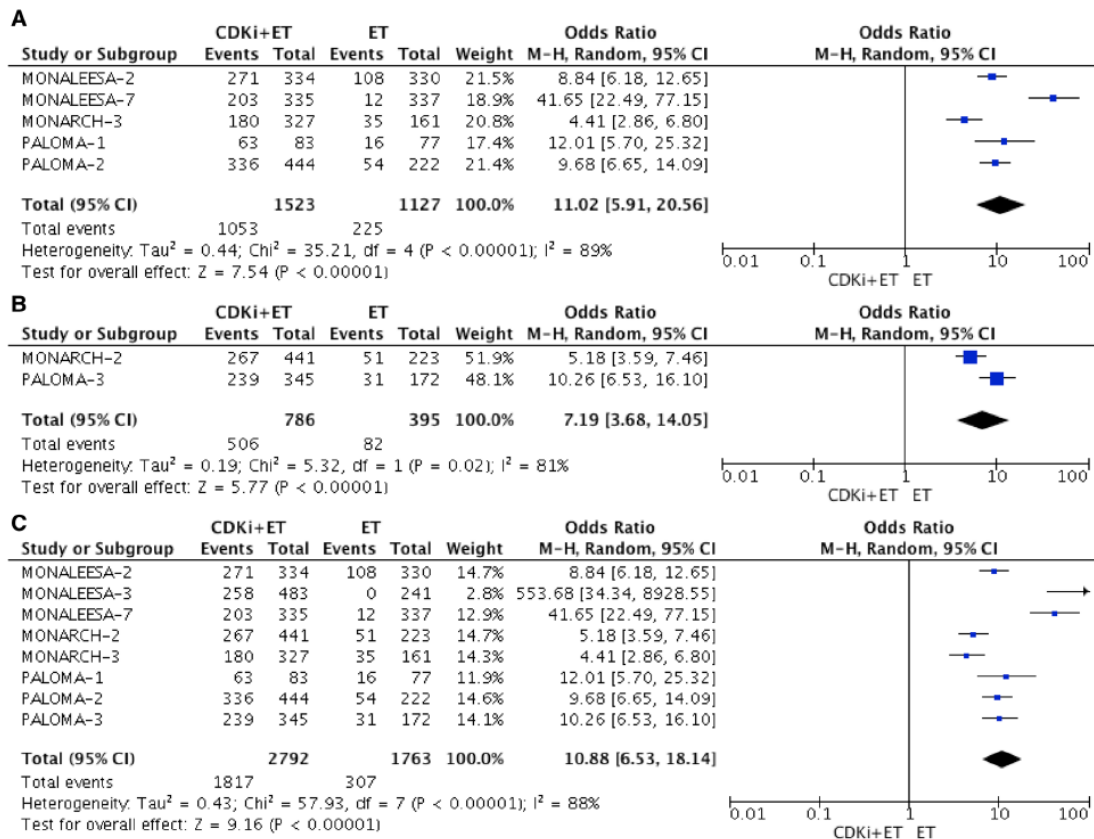 A
CDKi+ET ET Odds Ratio Odds Ratio
Study or Subgroup Events Total Events Total Weight M-H, Random, 95% CI M-H, Random, 95% CI
MONALEESA-2 271 334 108 330 21.5% 8.84 [6.18, 12.65]
MONALEESA-7 203 335 12 337 18.9% 41.65 [22.49, 77.15]
MONARCH-3 180 327 35 161 20.8% 4.41 [2.86, 6.80]
PALOMA-1 63 83 16 77 17.4% 12.01 [5.70, 25.32]
PALOMA-2 336 444 54 222 21.4% 9.68 [6.65, 14.09]
Total (95% CI) 1523 1127 100.0% 11.02 [5.91, 20.56]
Total events 1053 225
Heterogeneity: Tau² = 0.44; Chi² = 35.21, df = 4 (P < 0.00001); I² = 89%
Test for overall effect: Z = 7.54 (P < 0.00001)
0.01 0.1 1 10 100
CDKi+ET ET
B
CDKi+ET ET Odds Ratio Odds Ratio
Study or Subgroup Events Total Events Total Weight M-H, Random, 95% CI M-H, Random, 95% CI
MONARCH-2 267 441 51 223 51.9% 5.18 [3.59, 7.46]
PALOMA-3 239 345 31 172 48.1% 10.26 [6.53, 16.10]
Total (95% CI) 786 395 100.0% 7.19 [3.68, 14.05]
Total events 506 82
Heterogeneity: Tau² = 0.19; Chi² = 5.32, df = 1 (P = 0.02); I² = 81%
Test for overall effect: Z = 5.77 (P < 0.00001)
0.01 0.1 1 10 100
CDKi+ET ET
C
CDKi+ET ET Odds Ratio Odds Ratio
Study or Subgroup Events Total Events Total Weight M-H, Random, 95% CI M-H, Random, 95% CI
MONALEESA-2 271 334 108 330 14.7% 8.84 [6.18, 12.65]
MONALEESA-3 258 483 0 241 2.8% 553.68 [34.34, 8928.55]
MONALEESA-7 203 335 12 337 12.9% 41.65 [22.49, 77.15]
MONARCH-2 267 441 51 223 14.7% 5.18 [3.59, 7.46]
MONARCH-3 180 327 35 161 14.3% 4.41 [2.86, 6.80]
PALOMA-1 63 83 16 77 11.9% 12.01 [5.70, 25.32]
PALOMA-2 336 444 54 222 14.6% 9.68 [6.65, 14.09]
PALOMA-3 239 345 31 172 14.1% 10.26 [6.53, 16.10]
Total (95% CI) 2792 1763 100.0% 10.88 [6.53, 18.14]
Total events 1817 307
Heterogeneity: Tau² = 0.43; Chi² = 57.93, df = 7 (P < 0.00001); I² = 88%
Test for overall effect: Z = 9.16 (P < 0.00001)
0.01 0.1 1 10 100
CDKi+ET ET